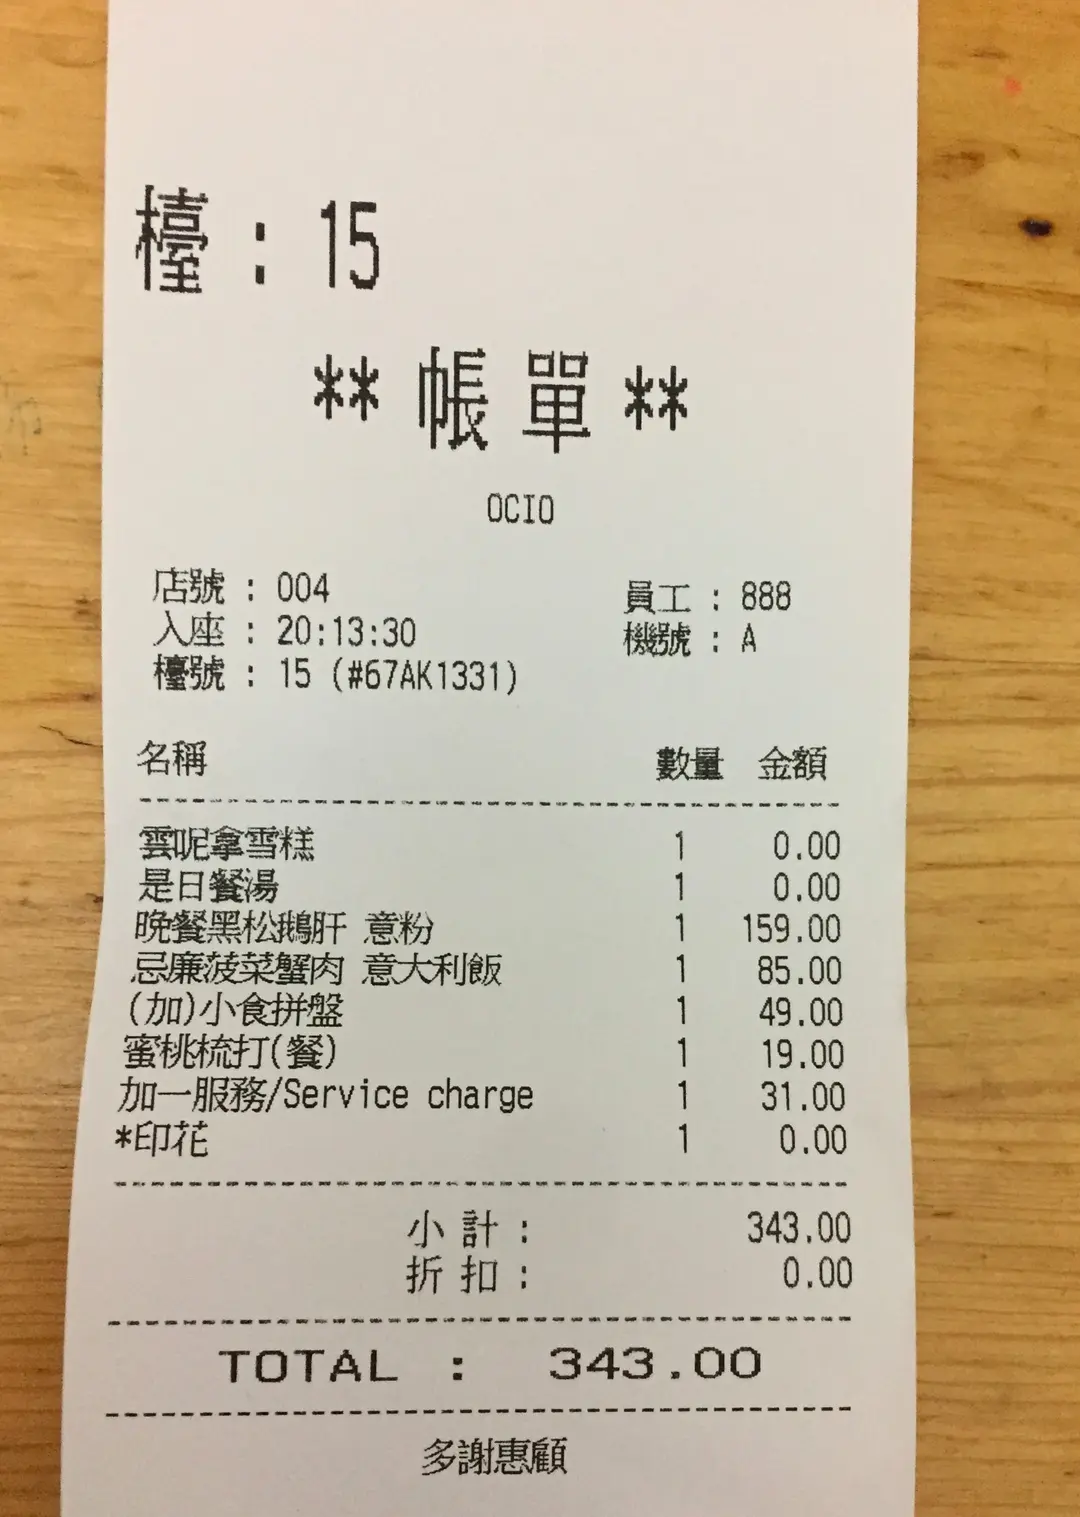 檯 : 15
** 帳 單 **
OCIO
店號 : 004 員工 : 888
入座 : 20:13:30 機號 : A
檯號 : 15 (#67AK1331)
名稱 數量 金額
雲呢拿雪糕 1 0.00
是日餐湯 1 0.00
晚餐黑松鵝肝 意粉 1 159.00
忌廉菠菜蟹肉 意大利飯 1 85.00
(加)小食拼盤 1 49.00
蜜桃梳打(餐) 1 19.00
加一服務/Service charge 1 31.00
*印花 1 0.00
小 計 : 343.00
折 扣 : 0.00
TOTAL : 343.00
多謝惠顧